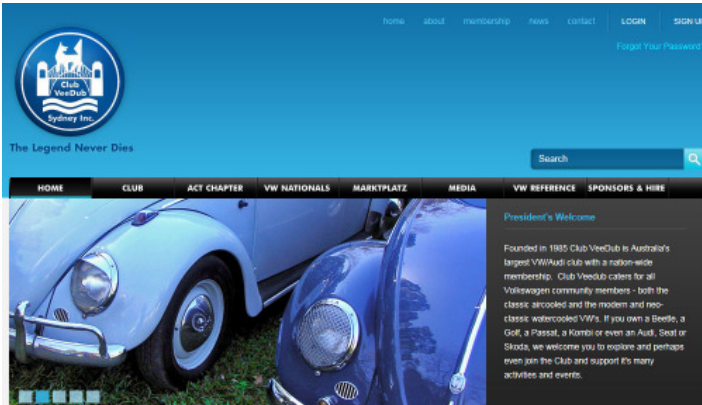 home about membership news contact LOGIN SIGN U
Forgot Your Password
Club
VeeDub
Sydney Inc.
The Legend Never Dies
Search
HOME CLUB ACT CHAPTER VW NATIONALS MARKTPLATZ MEDIA VW REFERENCE SPONSORS & HIRE
President's Welcome
Founded in 1985 Club VeeDub is Australia's
largest VW/Audi club with a nation-wide
membership. Club Veedub caters for all
Volkswagen community members - both the
classic aircooled and the modern and neo-
classic watercooled VW's. If you own a Beetle, a
Golf, a Passat, a Kombi or even an Audi, Seat or
Skoda, we welcome you to explore and perhaps
even join the Club and support it's many
activities and events.